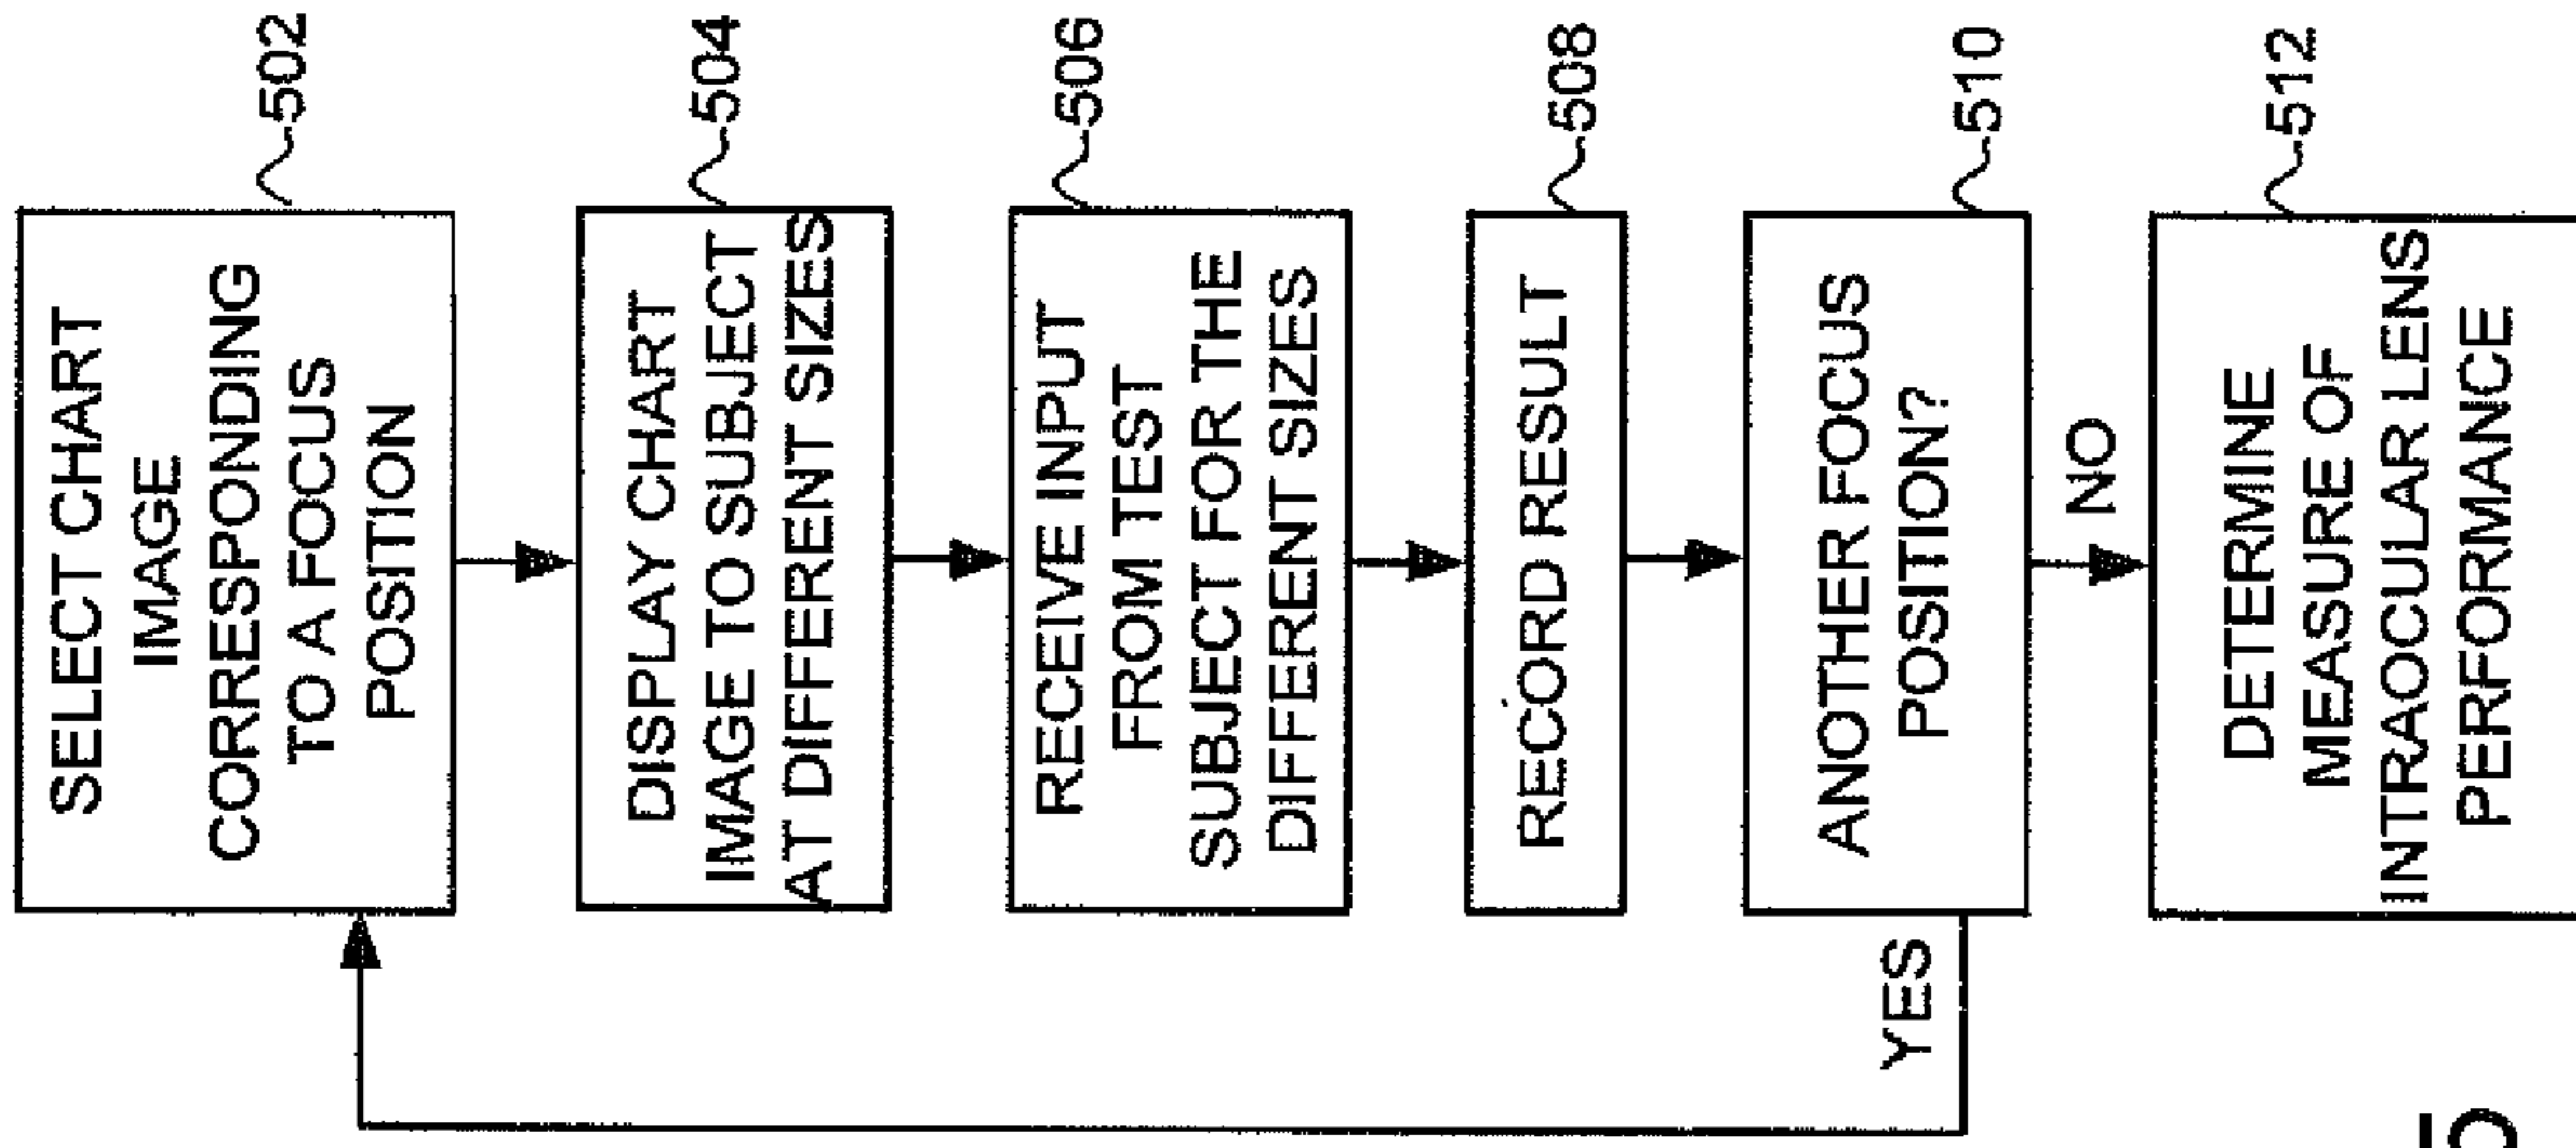 SELECT CHART
IMAGE
CORRESPONDING
TO A FOCUS
POSITION
502
DISPLAY CHART
IMAGE TO SUBJECT
AT DIFFERENT SIZES
504
RECEIVE INPUT
FROM TEST
SUBJECT FOR THE
DIFFERENT SIZES
506
RECORD RESULT
508
ANOTHER FOCUS
POSITION?
510
YES
NO
DETERMINE
MEASURE OF
INTRAOCULAR LENS
PERFORMANCE
512